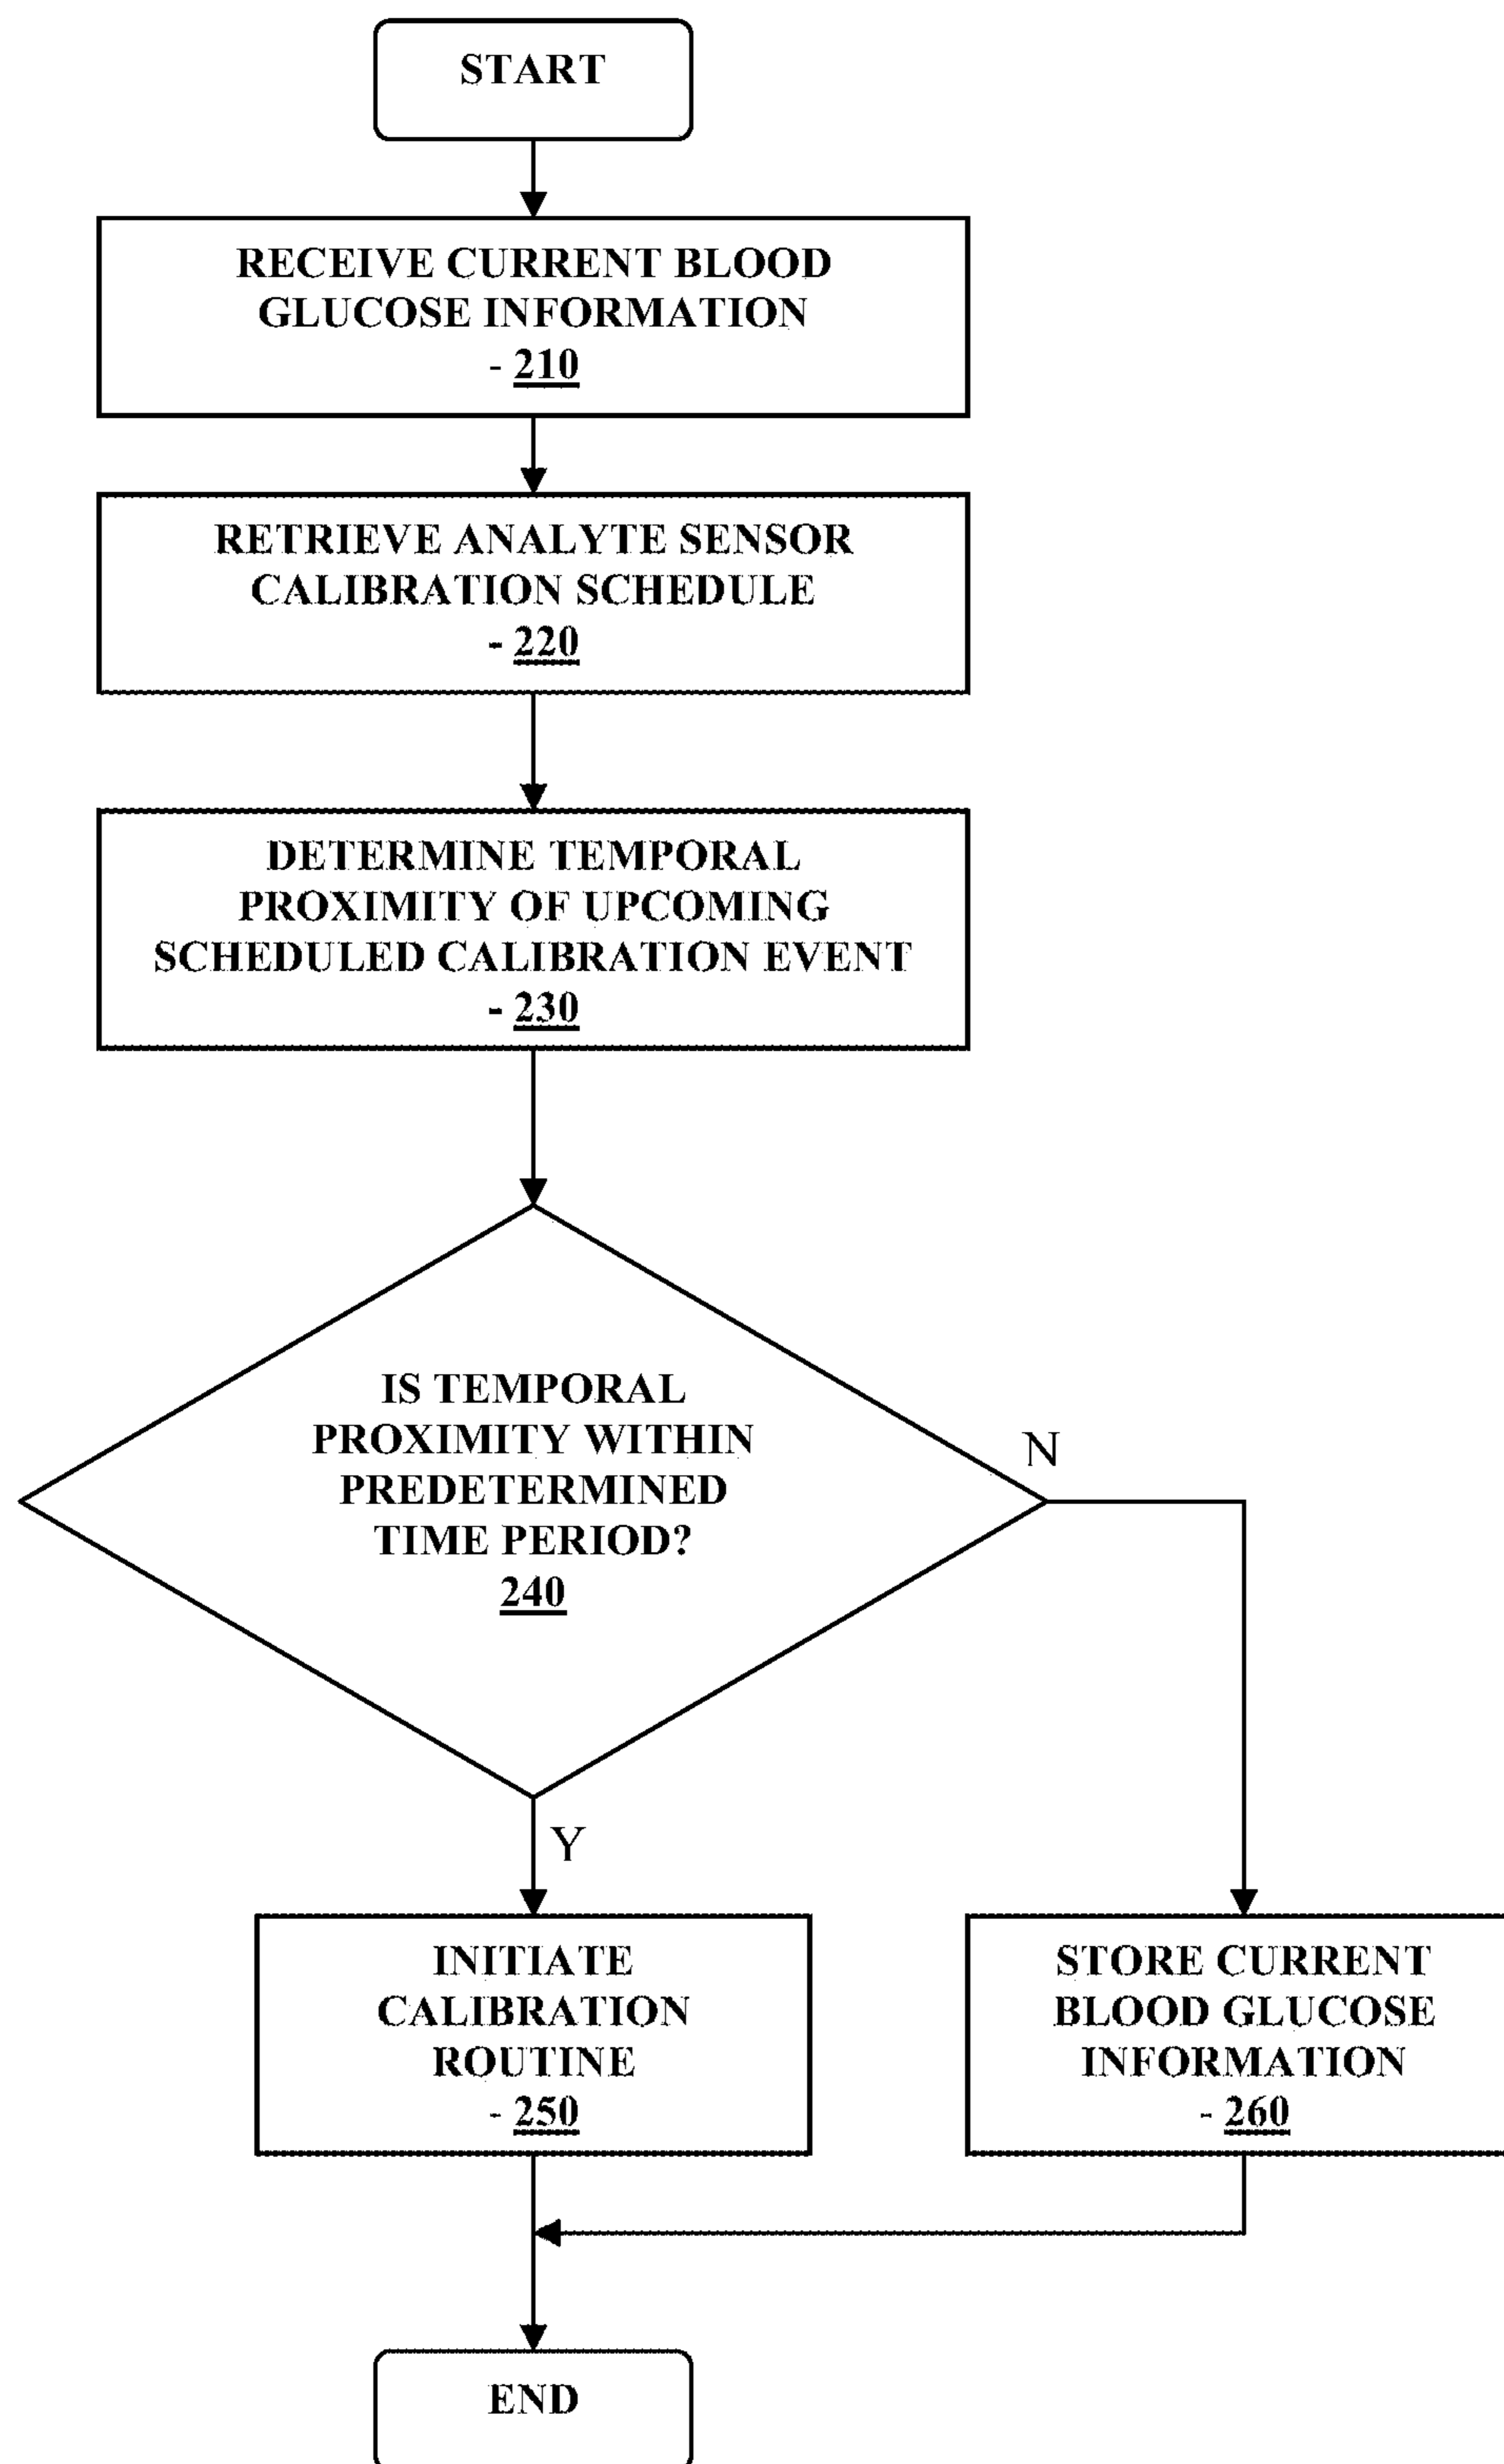 START
RECEIVE CURRENT BLOOD
GLUCOSE INFORMATION
- 210
RETRIEVE ANALYTE SENSOR
CALIBRATION SCHEDULE
- 220
DETERMINE TEMPORAL
PROXIMITY OF UPCOMING
SCHEDULED CALIBRATION EVENT
- 230
IS TEMPORAL
PROXIMITY WITHIN
PREDETERMINED
TIME PERIOD?
240
N
Y
INITIATE
CALIBRATION
ROUTINE
- 250
STORE CURRENT
BLOOD GLUCOSE
INFORMATION
- 260
END